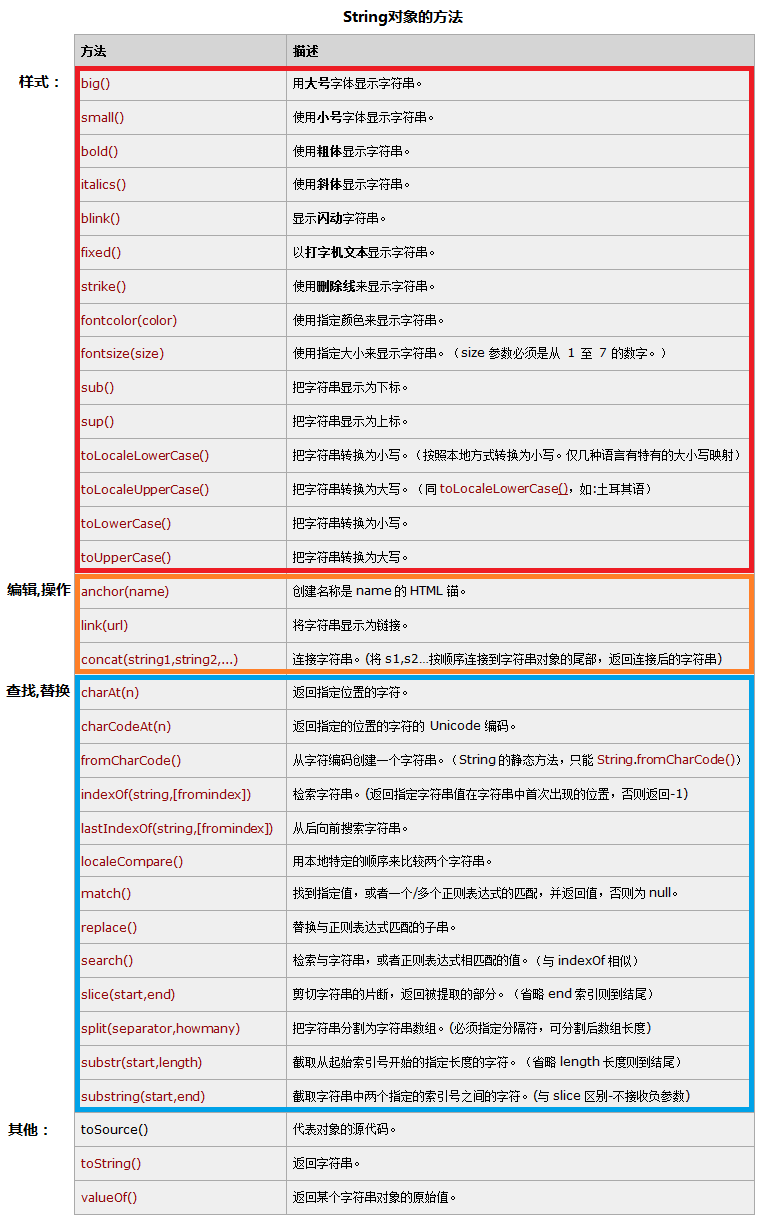 String对象的方法
方法 描述
样式： big() 用大号字体显示字符串。
small() 使用小号字体显示字符串。
bold() 使用粗体显示字符串。
italics() 使用斜体显示字符串。
blink() 显示闪动字符串。
fixed() 以打字机文本显示字符串。
strike() 使用删除线来显示字符串。
fontcolor(color) 使用指定颜色来显示字符串。
fontsize(size) 使用指定大小来显示字符串。（size 参数必须是从 1 至 7 的数字。）
sub() 把字符串显示为下标。
sup() 把字符串显示为上标。
toLocaleLowerCase() 把字符串转换为小写。（按照本地方式转换为小写。仅几种语言有特有的大小写映射）
toLocaleUpperCase() 把字符串转换为大写。（同 toLocaleLowerCase()，如:土耳其语）
toLowerCase() 把字符串转换为小写。
toUpperCase() 把字符串转换为大写。
编辑,操作 anchor(name) 创建名称是 name 的 HTML 锚。
link(url) 将字符串显示为链接。
concat(string1,string2,...) 连接字符串。(将 s1,s2...按顺序连接到字符串对象的尾部，返回连接后的字符串)
查找,替换 charAt(n) 返回指定位置的字符。
charCodeAt(n) 返回指定的位置的字符的 Unicode 编码。
fromCharCode() 从字符编码创建一个字符串。（String 的静态方法，只能 String.fromCharCode()）
indexOf(string,[fromindex]) 检索字符串。(返回指定字符串值在字符串中首次出现的位置，否则返回-1)
lastIndexOf(string,[fromindex]) 从后向前搜索字符串。
localeCompare() 用本地特定的顺序来比较两个字符串。
match() 找到指定值，或者一个/多个正则表达式的匹配，并返回值，否则为 null。
replace() 替换与正则表达式匹配的子串。
search() 检索与字符串，或者正则表达式相匹配的值。（与 indexOf 相似）
slice(start,end) 剪切字符串的片断，返回被提取的部分。（省略 end 索引则到结尾）
split(separator,howmany) 把字符串分割为字符串数组。(必须指定分隔符，可分割后数组长度)
substr(start,length) 截取从起始索引号开始的指定长度的字符。（省略 length 长度则到结尾）
substring(start,end) 截取字符串中两个指定的索引号之间的字符。(与 slice 区别-不接收负参数)
其他： toSource() 代表对象的源代码。
toString() 返回字符串。
valueOf() 返回某个字符串对象的原始值。